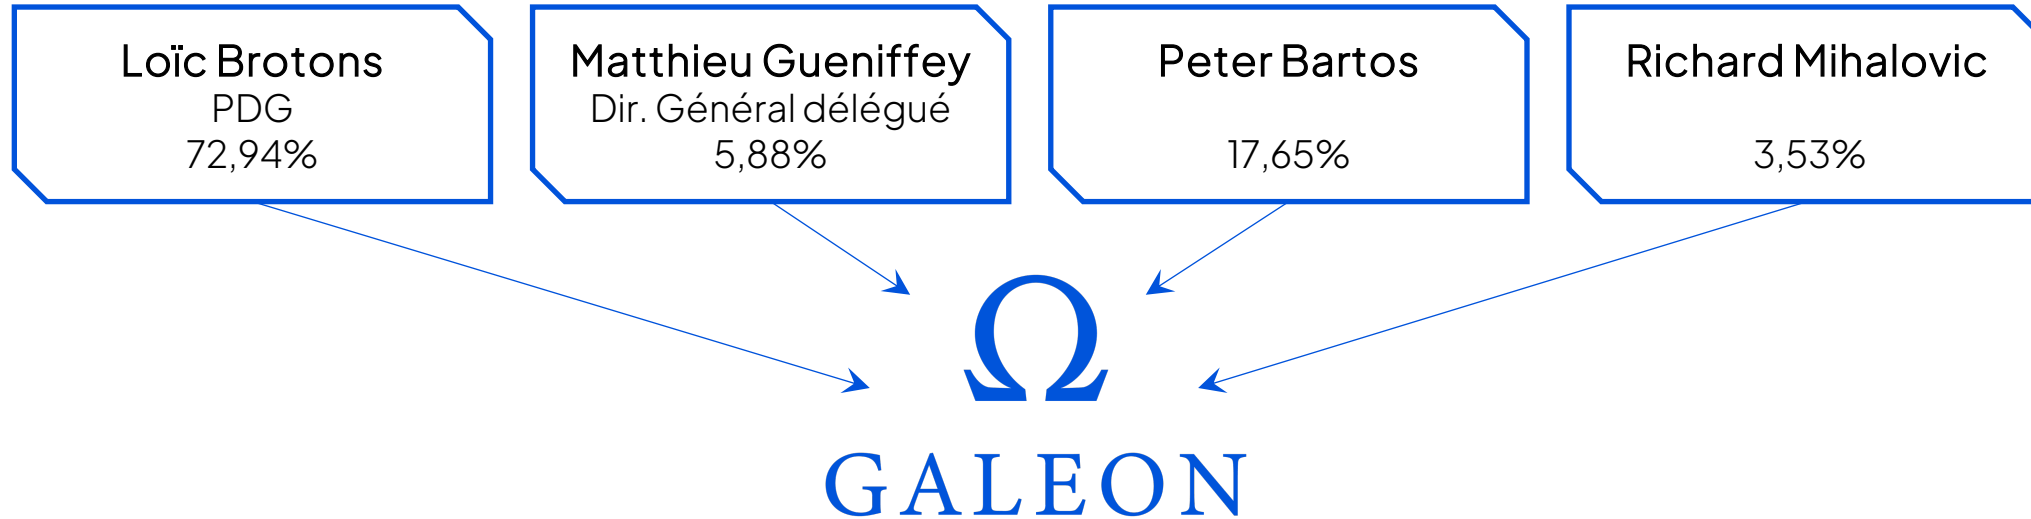 Loïc Brotons
PDG
72,94%
Matthieu Gueniffey
Dir. Général délégué
5,88%
Peter Bartos
17,65%
Richard Mihalovic
3,53%
Ω
GALEON